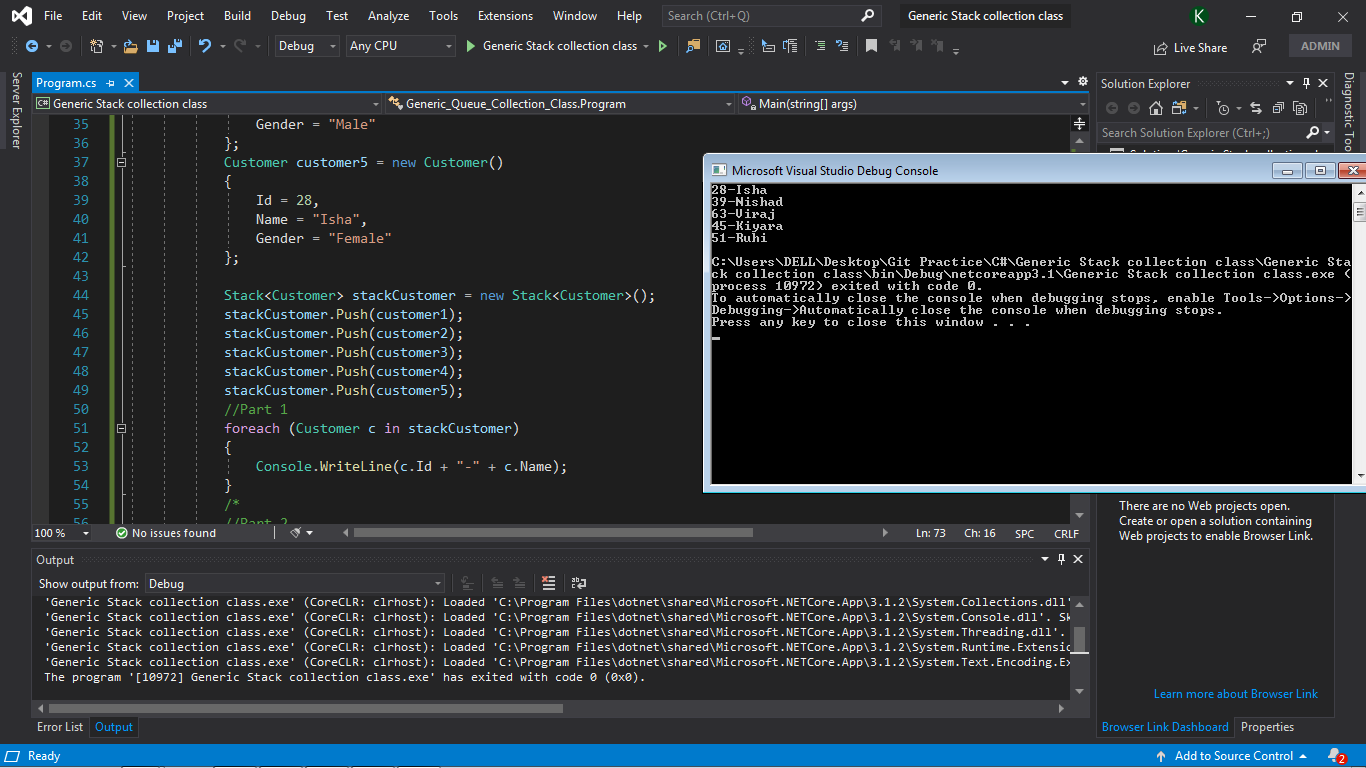 File Edit View Project Build Debug Test Analyze Tools Extensions Window Help Search (Ctrl+Q) Generic Stack collection class K
Debug Any CPU Generic Stack collection class Live Share ADMIN
Server Explorer
Program.cs
C# Generic Stack collection class Generic_Queue_Collection_Class.Program Main(string[] args)
35 Gender = "Male"
36 };
37 Customer customer5 = new Customer()
38 {
39 Id = 28,
40 Name = "Isha",
41 Gender = "Female"
42 };
43
44 Stack<Customer> stackCustomer = new Stack<Customer>();
45 stackCustomer.Push(customer1);
46 stackCustomer.Push(customer2);
47 stackCustomer.Push(customer3);
48 stackCustomer.Push(customer4);
49 stackCustomer.Push(customer5);
50 //Part 1
51 foreach (Customer c in stackCustomer)
52 {
53 Console.WriteLine(c.Id + "-" + c.Name);
54 }
55 /*
56 //Part 2
100 % No issues found Ln: 73 Ch: 16 SPC CRLF
Solution Explorer
Search Solution Explorer (Ctrl+;)
Diagnostic Too
Microsoft Visual Studio Debug Console
28-Isha
39-Nishad
63-Viraj
45-Kiyara
51-Ruhi
C:\Users\DELL\Desktop\Git Practice\C#\Generic Stack collection class\Generic Sta
ck collection class\bin\Debug\netcoreapp3.1\Generic Stack collection class.exe (
process 10972) exited with code 0.
To automatically close the console when debugging stops, enable Tools->Options->
Debugging->Automatically close the console when debugging stops.
Press any key to close this window . . .
There are no Web projects open.
Create or open a solution containing
Web projects to enable Browser Link.
Learn more about Browser Link
Browser Link Dashboard Properties
Output
Show output from: Debug
'Generic Stack collection class.exe' (CoreCLR: clrhost): Loaded 'C:\Program Files\dotnet\shared\Microsoft.NETCore.App\3.1.2\System.Collections.dll'
'Generic Stack collection class.exe' (CoreCLR: clrhost): Loaded 'C:\Program Files\dotnet\shared\Microsoft.NETCore.App\3.1.2\System.Console.dll'. Sk
'Generic Stack collection class.exe' (CoreCLR: clrhost): Loaded 'C:\Program Files\dotnet\shared\Microsoft.NETCore.App\3.1.2\System.Threading.dll'.
'Generic Stack collection class.exe' (CoreCLR: clrhost): Loaded 'C:\Program Files\dotnet\shared\Microsoft.NETCore.App\3.1.2\System.Runtime.Extensic
'Generic Stack collection class.exe' (CoreCLR: clrhost): Loaded 'C:\Program Files\dotnet\shared\Microsoft.NETCore.App\3.1.2\System.Text.Encoding.Ex
The program '[10972] Generic Stack collection class.exe' has exited with code 0 (0x0).
Error List Output
Ready Add to Source Control 2